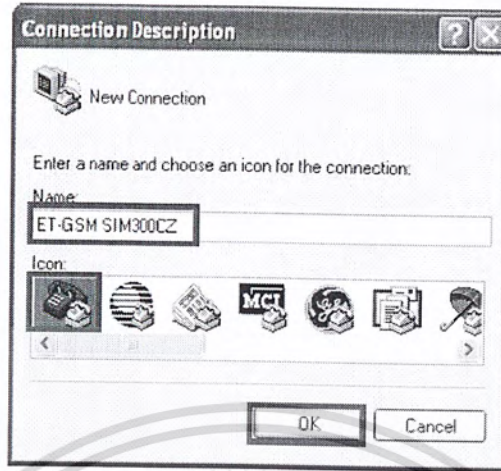 Connection Description
New Connection
Enter a name and choose an icon for the connection:
Name:
ET-GSM SIM300CZ
Icon:
MCI
OK
Cancel